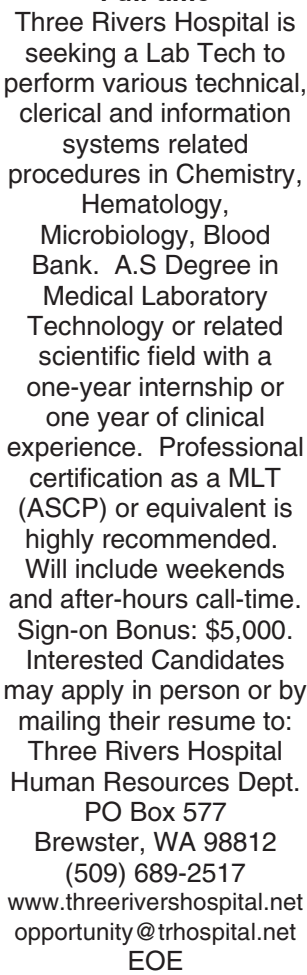 Three Rivers Hospital is
seeking a Lab Tech to
perform various technical,
clerical and information
systems related
procedures in Chemistry,
Hematology,
Microbiology, Blood
Bank.  A.S Degree in
Medical Laboratory
Technology or related
scientific field with a
one-year internship or
one year of clinical
experience.  Professional
certification as a MLT
(ASCP) or equivalent is
highly recommended.
Will include weekends
and after-hours call-time.
Sign-on Bonus: $5,000.
Interested Candidates
may apply in person or by
mailing their resume to:
Three Rivers Hospital
Human Resources Dept.
PO Box 577
Brewster, WA 98812
(509) 689-2517
www.threerivershospital.net
opportunity@trhospital.net
EOE